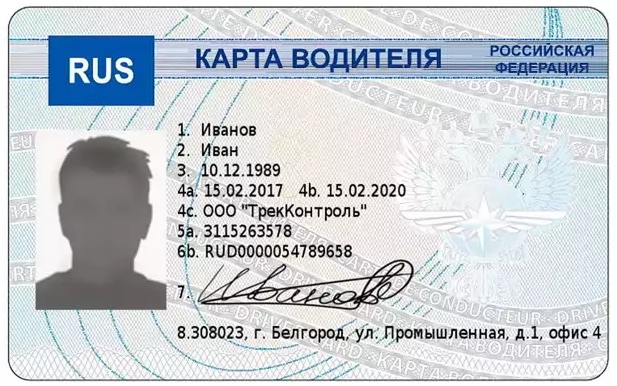 RUS
КАРТА ВОДИТЕЛЯ
РОССИЙСКАЯ
ФЕДЕРАЦИЯ
1. Иванов
2. Иван
3. 10.12.1989
4a. 15.02.2017 4b. 15.02.2020
4c. ООО "ТрекКонтроль"
5a. 3115263578
6b. RUD0000054789658
7.
8.308023, г. Белгород, ул. Промышленная, д.1, офис 4